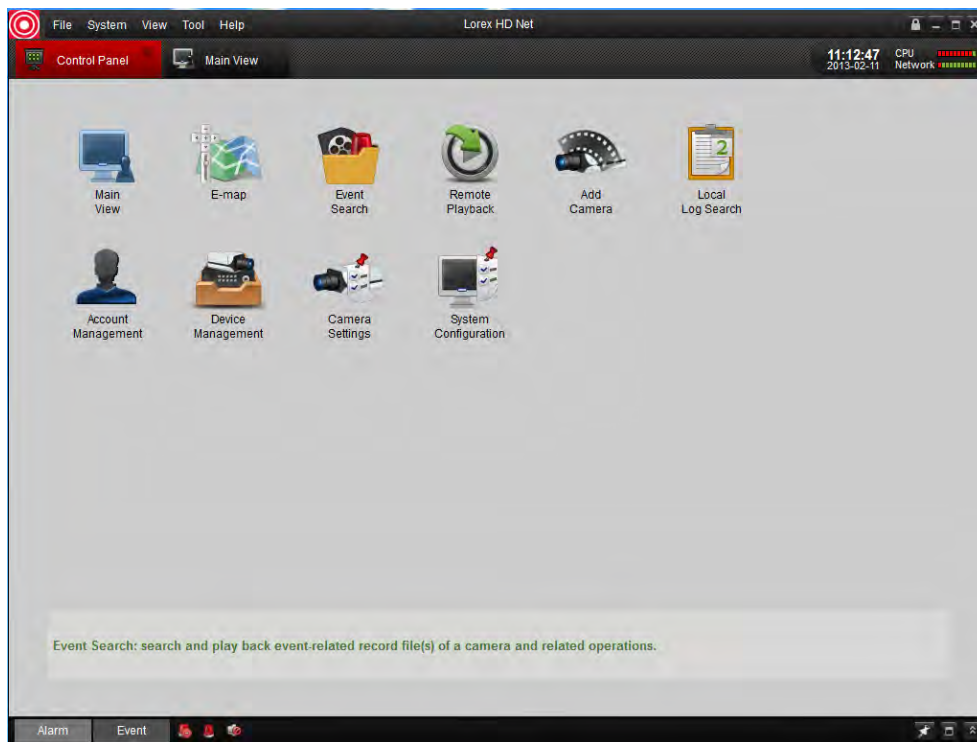 File System View Tool Help Lorex HD Net
Control Panel Main View 11:12:47 CPU
2013-02-11 Network
Main View
E-map
Event Search
Remote Playback
Add Camera
2
Local Log Search
Account Management
Device Management
Camera Settings
System Configuration
Event Search: search and play back event-related record file(s) of a camera and related operations.
Alarm Event